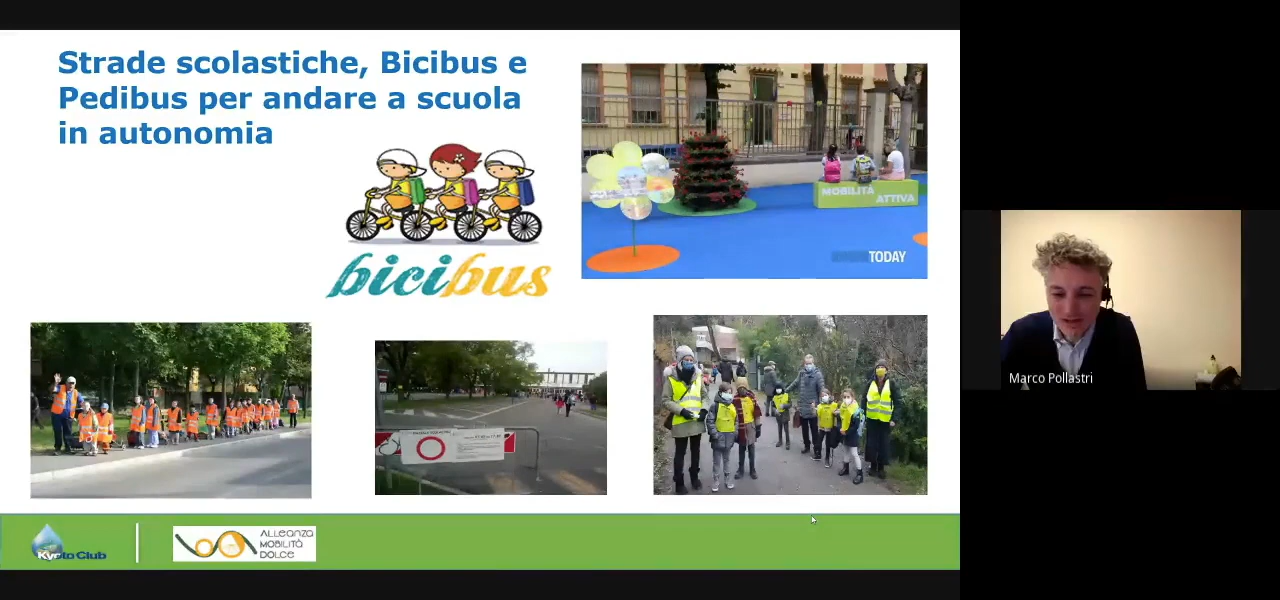 Strade scolastiche, Bicibus e
Pedibus per andare a scuola
in autonomia
bicibus
MOBILITÀ
ATTIVA
TODAY
Marco Pollastri
Kyoto Club
ALLEANZA
MOBILITÀ
DOLCE